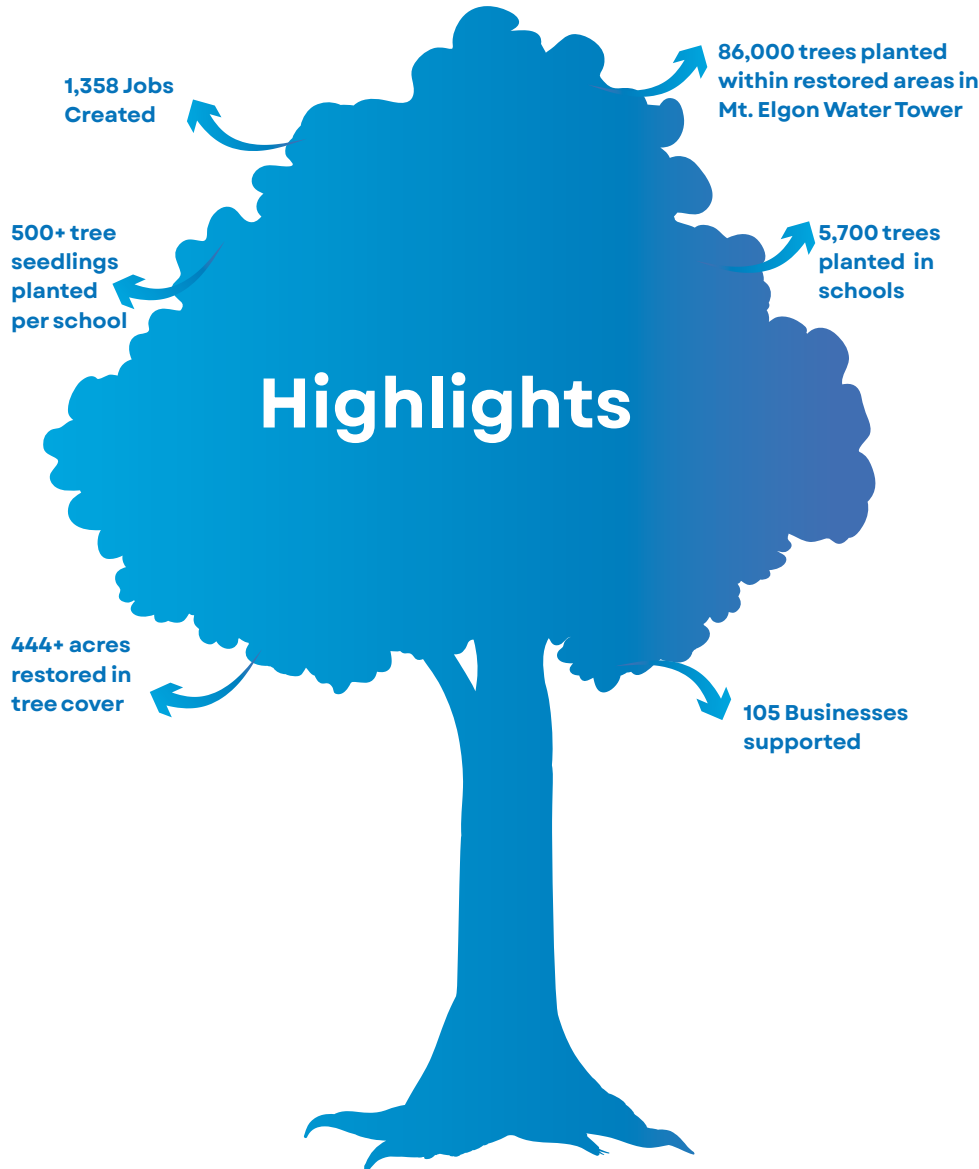 1,358 Jobs
Created
86,000 trees planted
within restored areas in
Mt. Elgon Water Tower
500+ tree
seedlings
planted
per school
5,700 trees
planted in
schools
Highlights
444+ acres
restored in
tree cover
105 Businesses
supported